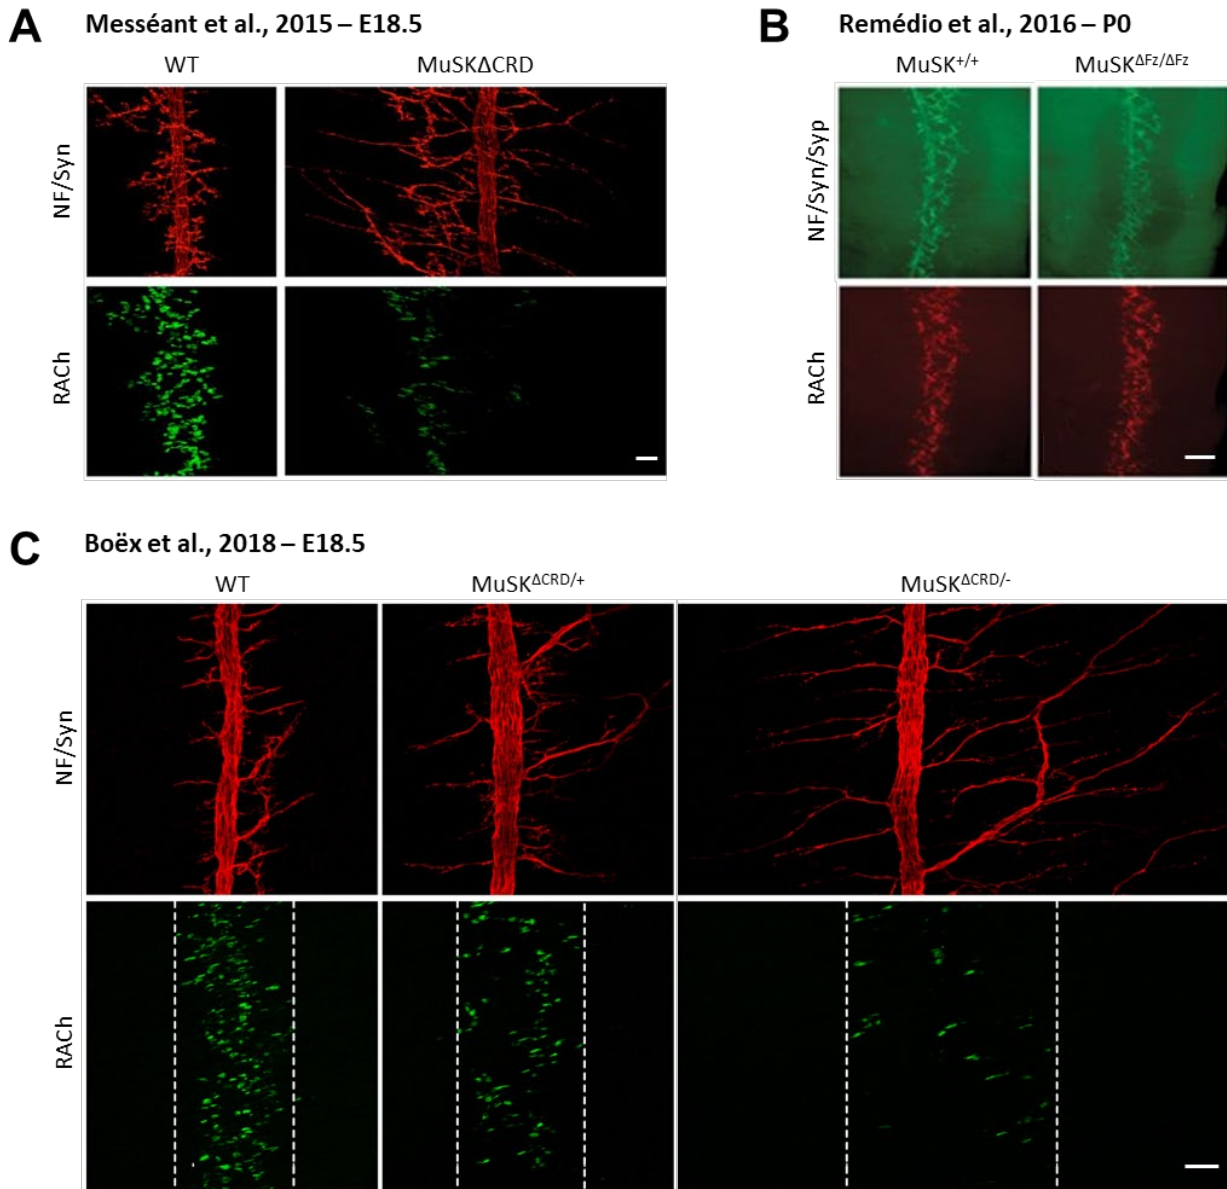 A Messéant et al., 2015 – E18.5
WT MuSKΔCRD
NF/Syn
RACh
B Remédio et al., 2016 – P0
MuSK+/+ MuSKΔFz/ΔFz
NF/Syn/Syp
RACh
C Boëx et al., 2018 – E18.5
WT MuSKΔCRD/+ MuSKΔCRD/-
NF/Syn
RACh